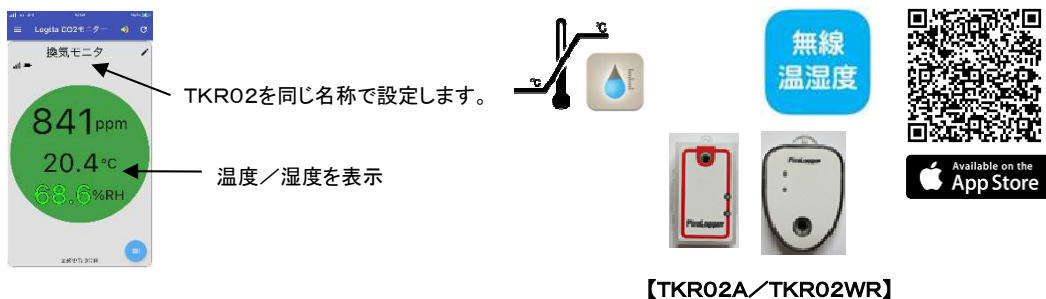 Logtta CO2モニター
換気モニタ
841ppm
20.4℃
68.6%RH
TKR02を同じ名称で設定します。
温度／湿度を表示
℃
℃
無線
温湿度
Available on the
App Store
【TKR02A／TKR02WR】